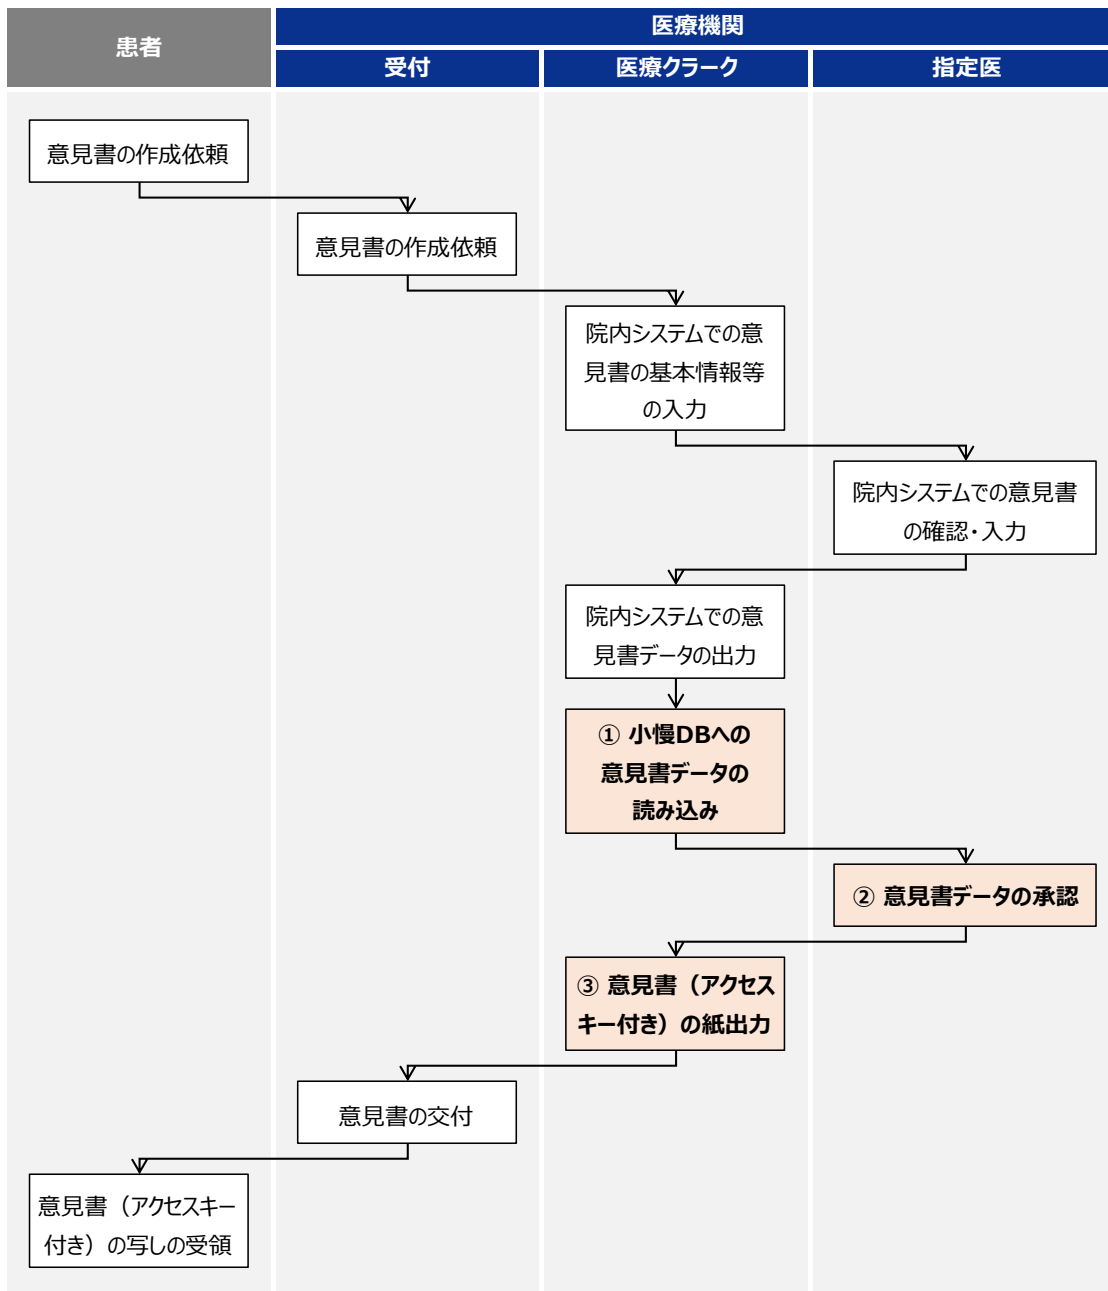 患者
医療機関
受付
医療クラーク
指定医
意見書の作成依頼
意見書の作成依頼
院内システムでの意
見書の基本情報等
の入力
院内システムでの意見書
の確認・入力
院内システムでの意
見書データの出力
① 小慢DBへの
意見書データの
読み込み
② 意見書データの承認
③ 意見書（アクセス
キー付き）の紙出力
意見書の交付
意見書（アクセスキー
付き）の写しの受領